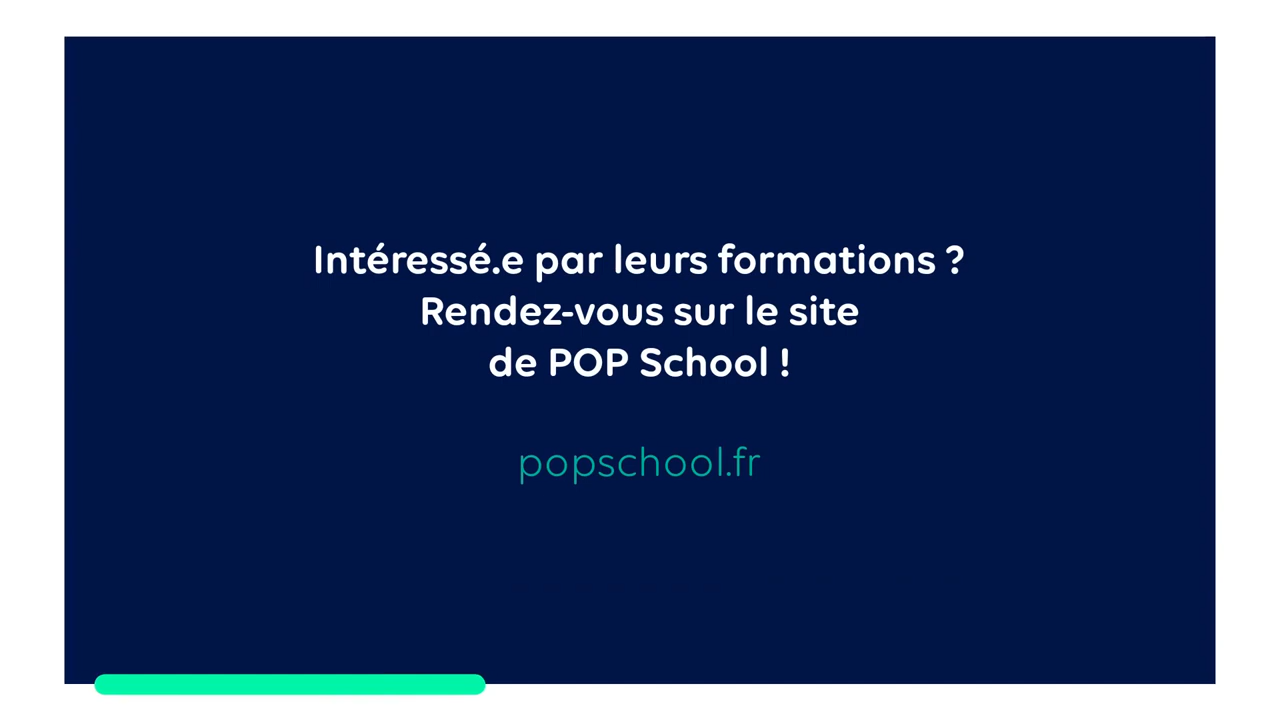 Intéressé.e par leurs formations ?
Rendez-vous sur le site
de POP School !
popschool.fr